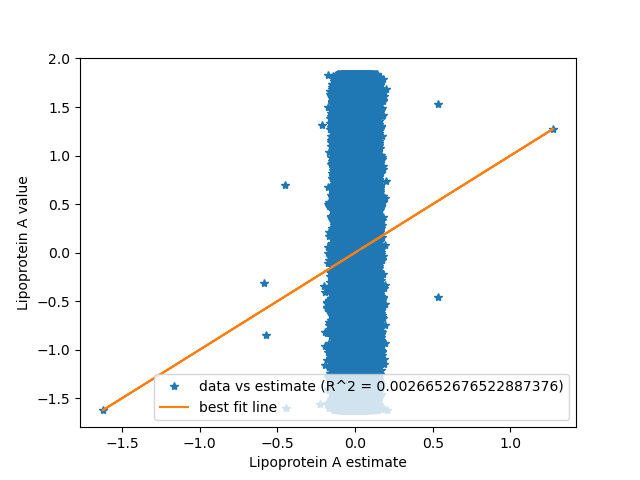 2.0
1.5
1.0
0.5
0.0
−0.5
−1.0
−1.5
Lipoprotein A value
data vs estimate (R^2 = 0.0026652676522887376)
best fit line
−1.5 −1.0 −0.5 0.0 0.5 1.0
Lipoprotein A estimate